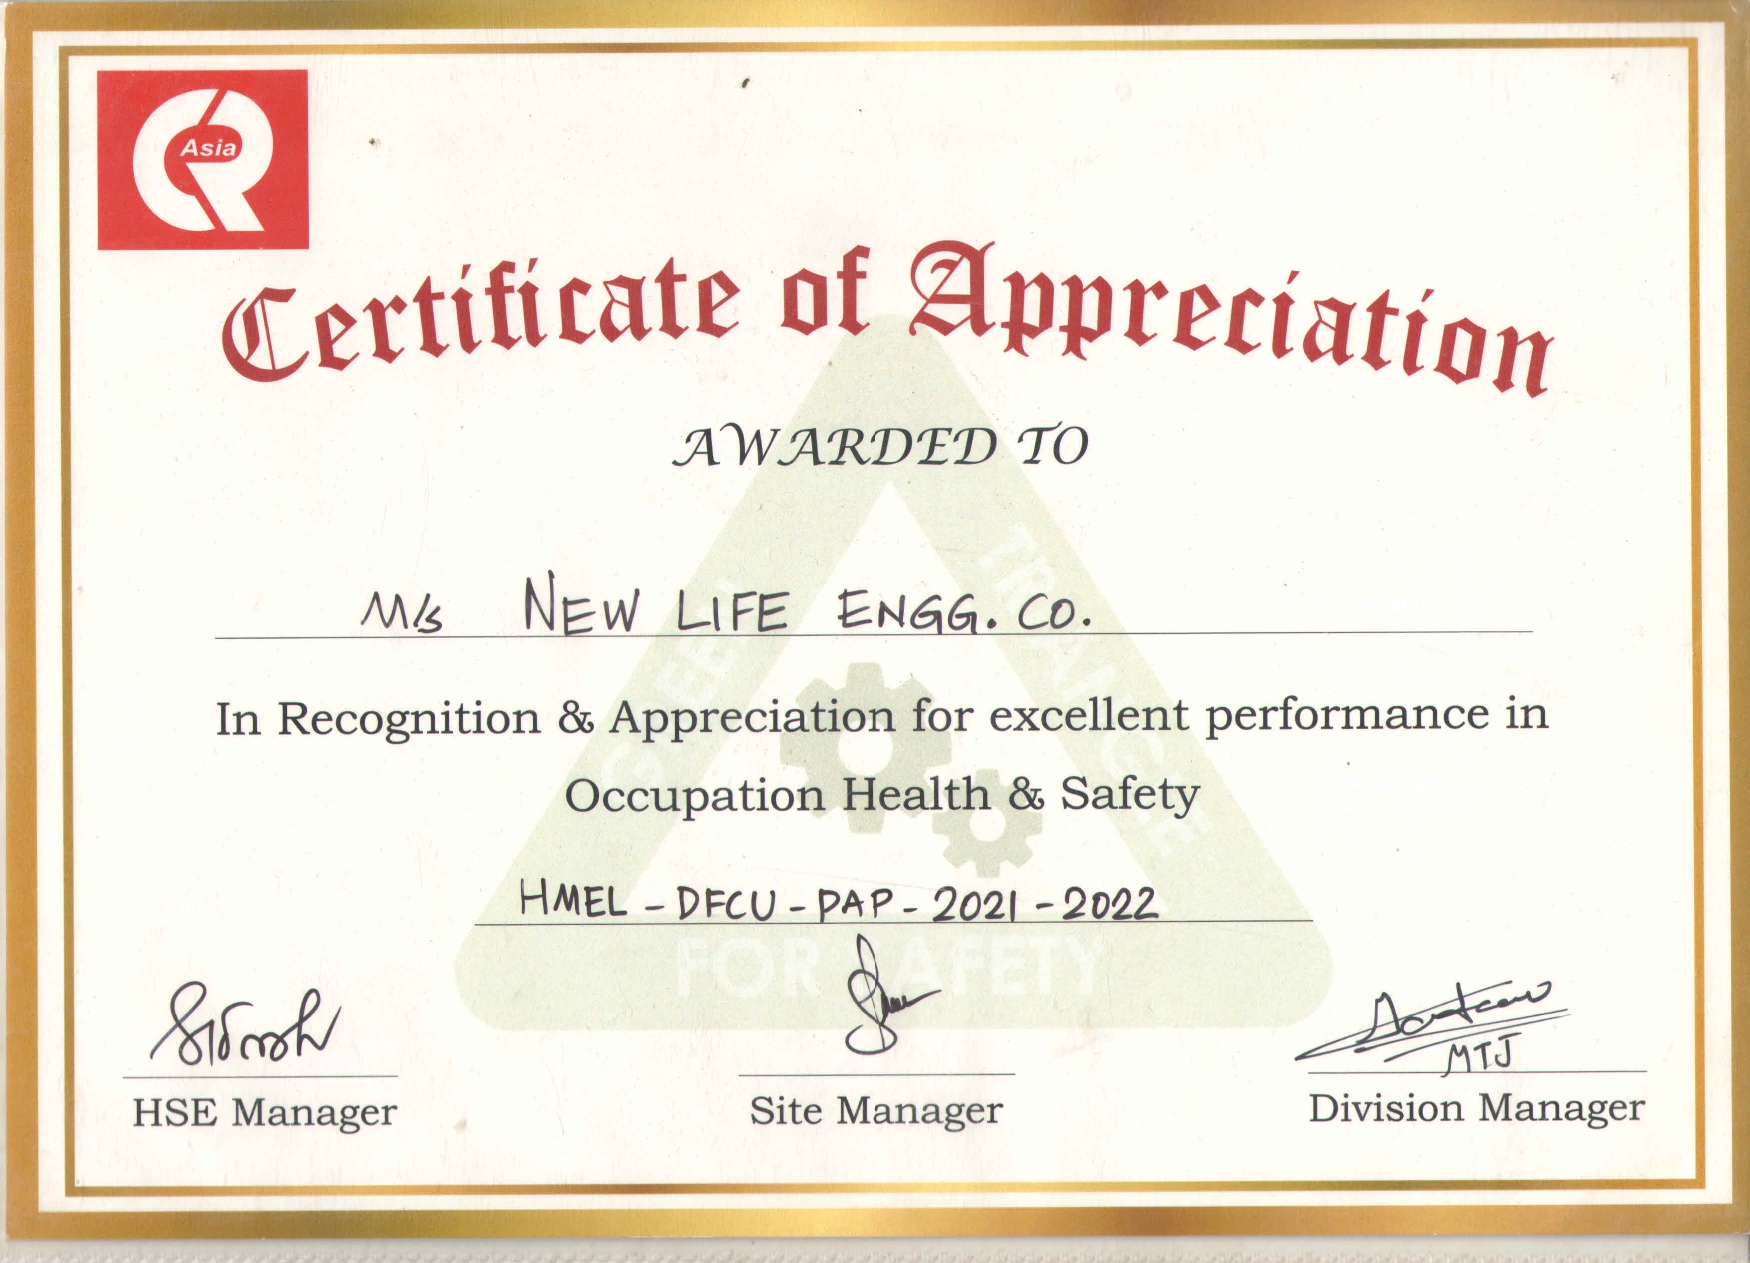 Asia
Certificate of Appreciation
AWARDED TO
M/s NEW LIFE ENGG. CO.
In Recognition & Appreciation for excellent performance in
Occupation Health & Safety
HMEL - DFCU - PAP - 2021 - 2022
GREEN TRIANGLE
FOR SAFETY
MTJ
HSE Manager Site Manager Division Manager